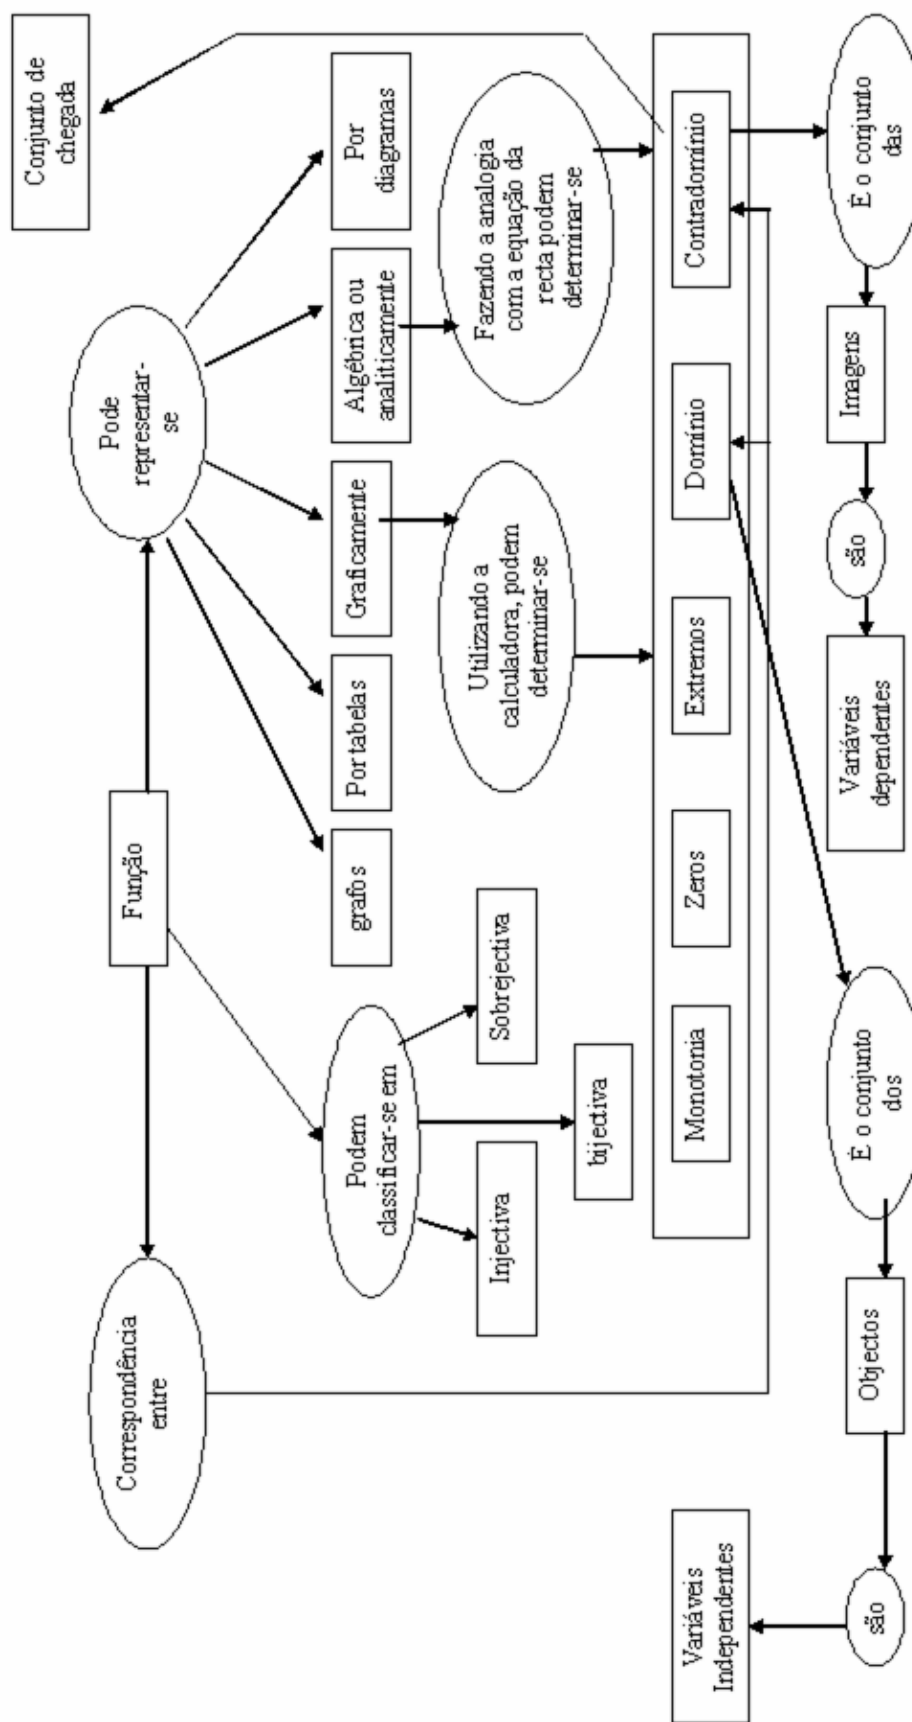 Função
Correspondência
entre
Pode
representar-
se
Conjunto de
chegada
Podem
classificar-se em
grafos
Por tabelas
Graficamente
Algébrica ou
analiticamente
Por
diagramas
Injectiva
bijectiva
Sobrejectiva
Utilizando a
calculadora, podem
determinar-se
Fazendo a analogia
com a equação da
recta podem
determinar-se
Monotonia
Zeros
Extremos
Domínio
Contradomínio
Variáveis
Independentes
são
Objectos
É o conjunto
dos
Variáveis
dependentes
são
Imagens
É o conjunto
das